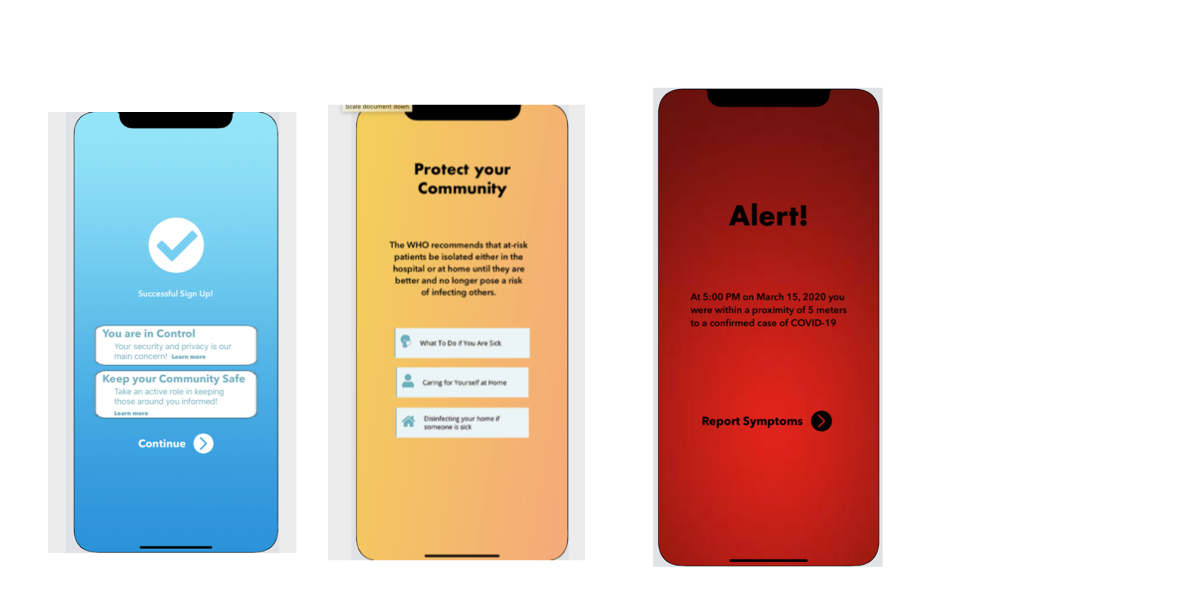 Successful Sign Up!
You are in Control
Your security and privacy is our
main concern! Learn more
Keep your Community Safe
Take an active role in keeping
those around you informed!
Learn more
Continue
Scale document down
Protect your
Community
The WHO recommends that at-risk
patients be isolated either in the
hospital or at home until they are
better and no longer pose a risk
of infecting others.
What To Do if You Are Sick
Caring for Yourself at Home
Disinfecting your home if
someone is sick
Alert!
At 5:00 PM on March 15, 2020 you
were within a proximity of 5 meters
to a confirmed case of COVID-19
Report Symptoms